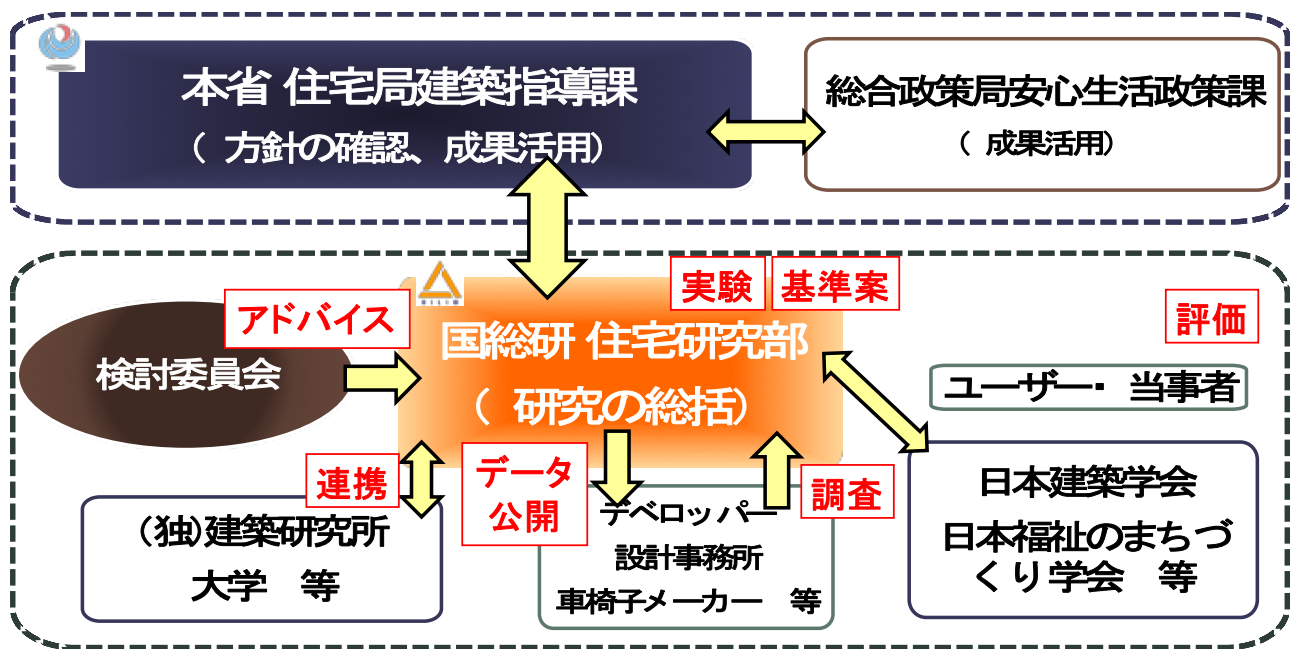 本省 住宅局建築指導課
（ 方針の確認、成果活用）
総合政策局安心生活政策課
（ 成果活用）
実験
基準案
アドバイス
評価
国総研 住宅研究部
（ 研究の総括）
検討委員会
ユーザー・ 当事者
連携
データ
公開
調査
（独）建築研究所
大学　等
デベロッパー
設計事務所
車椅子メーカー　等
日本建築学会
日本福祉のまちづ
くり学会　等